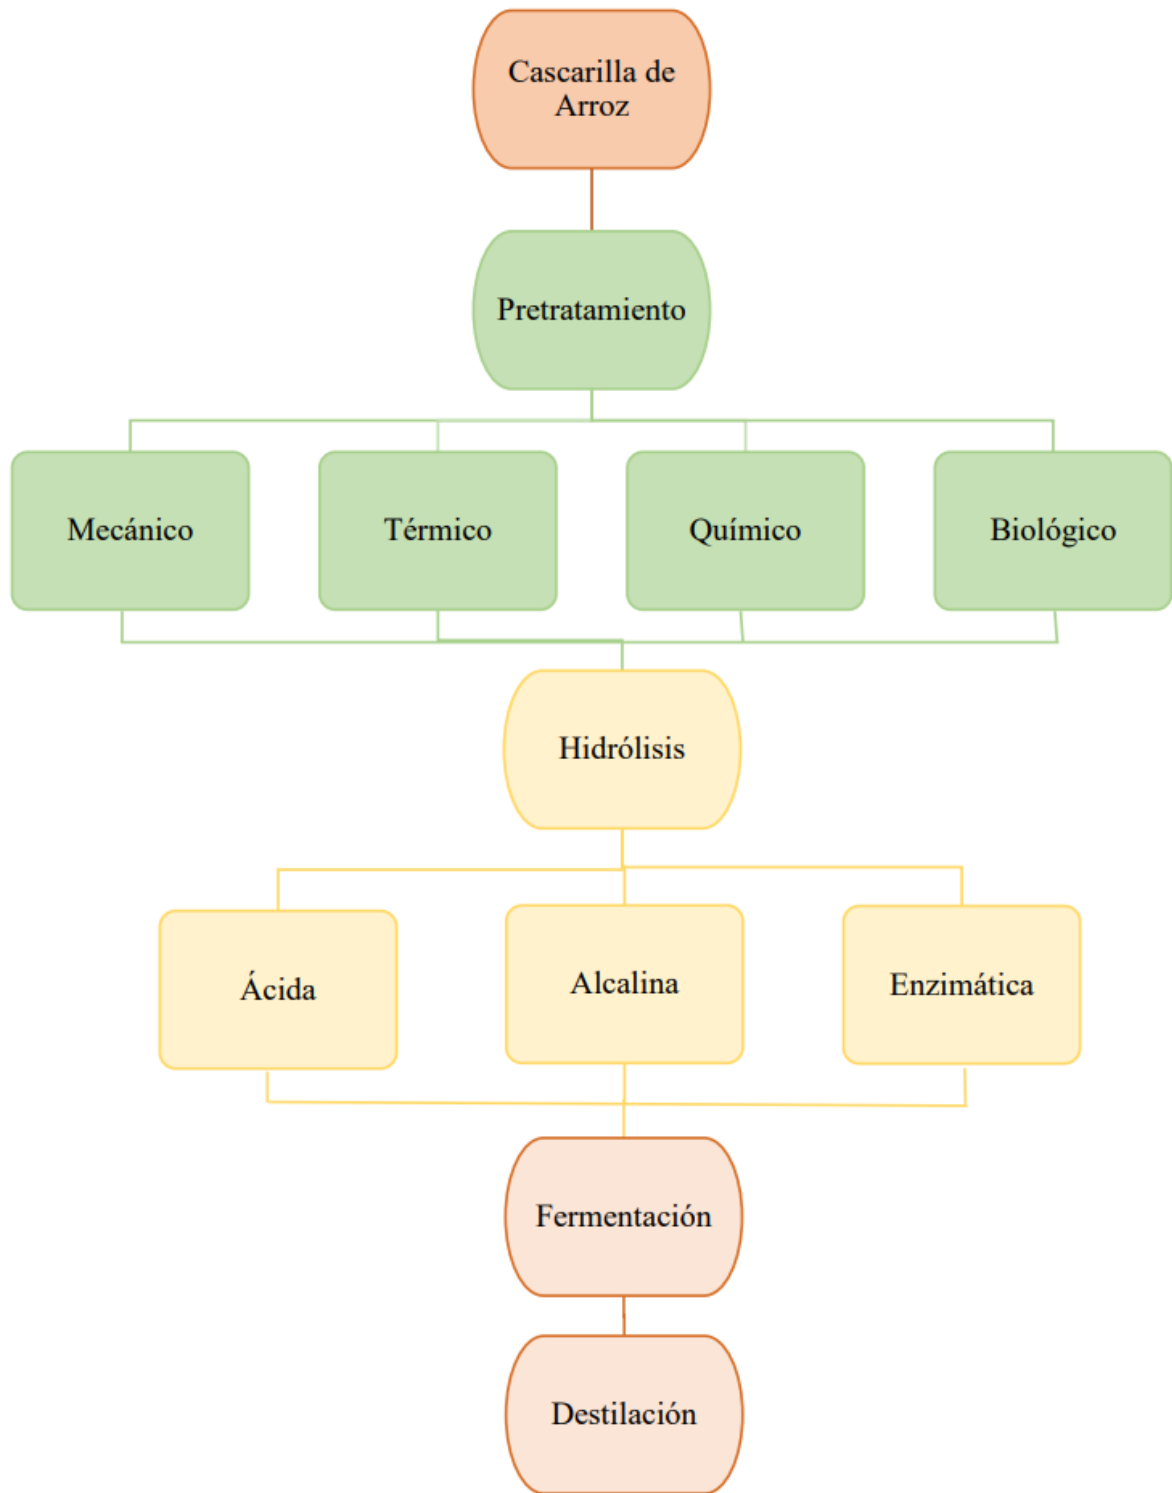 Cascarilla de
Arroz
Pretratamiento
Mecánico
Térmico
Químico
Biológico
Hidrólisis
Ácida
Alcalina
Enzimática
Fermentación
Destilación